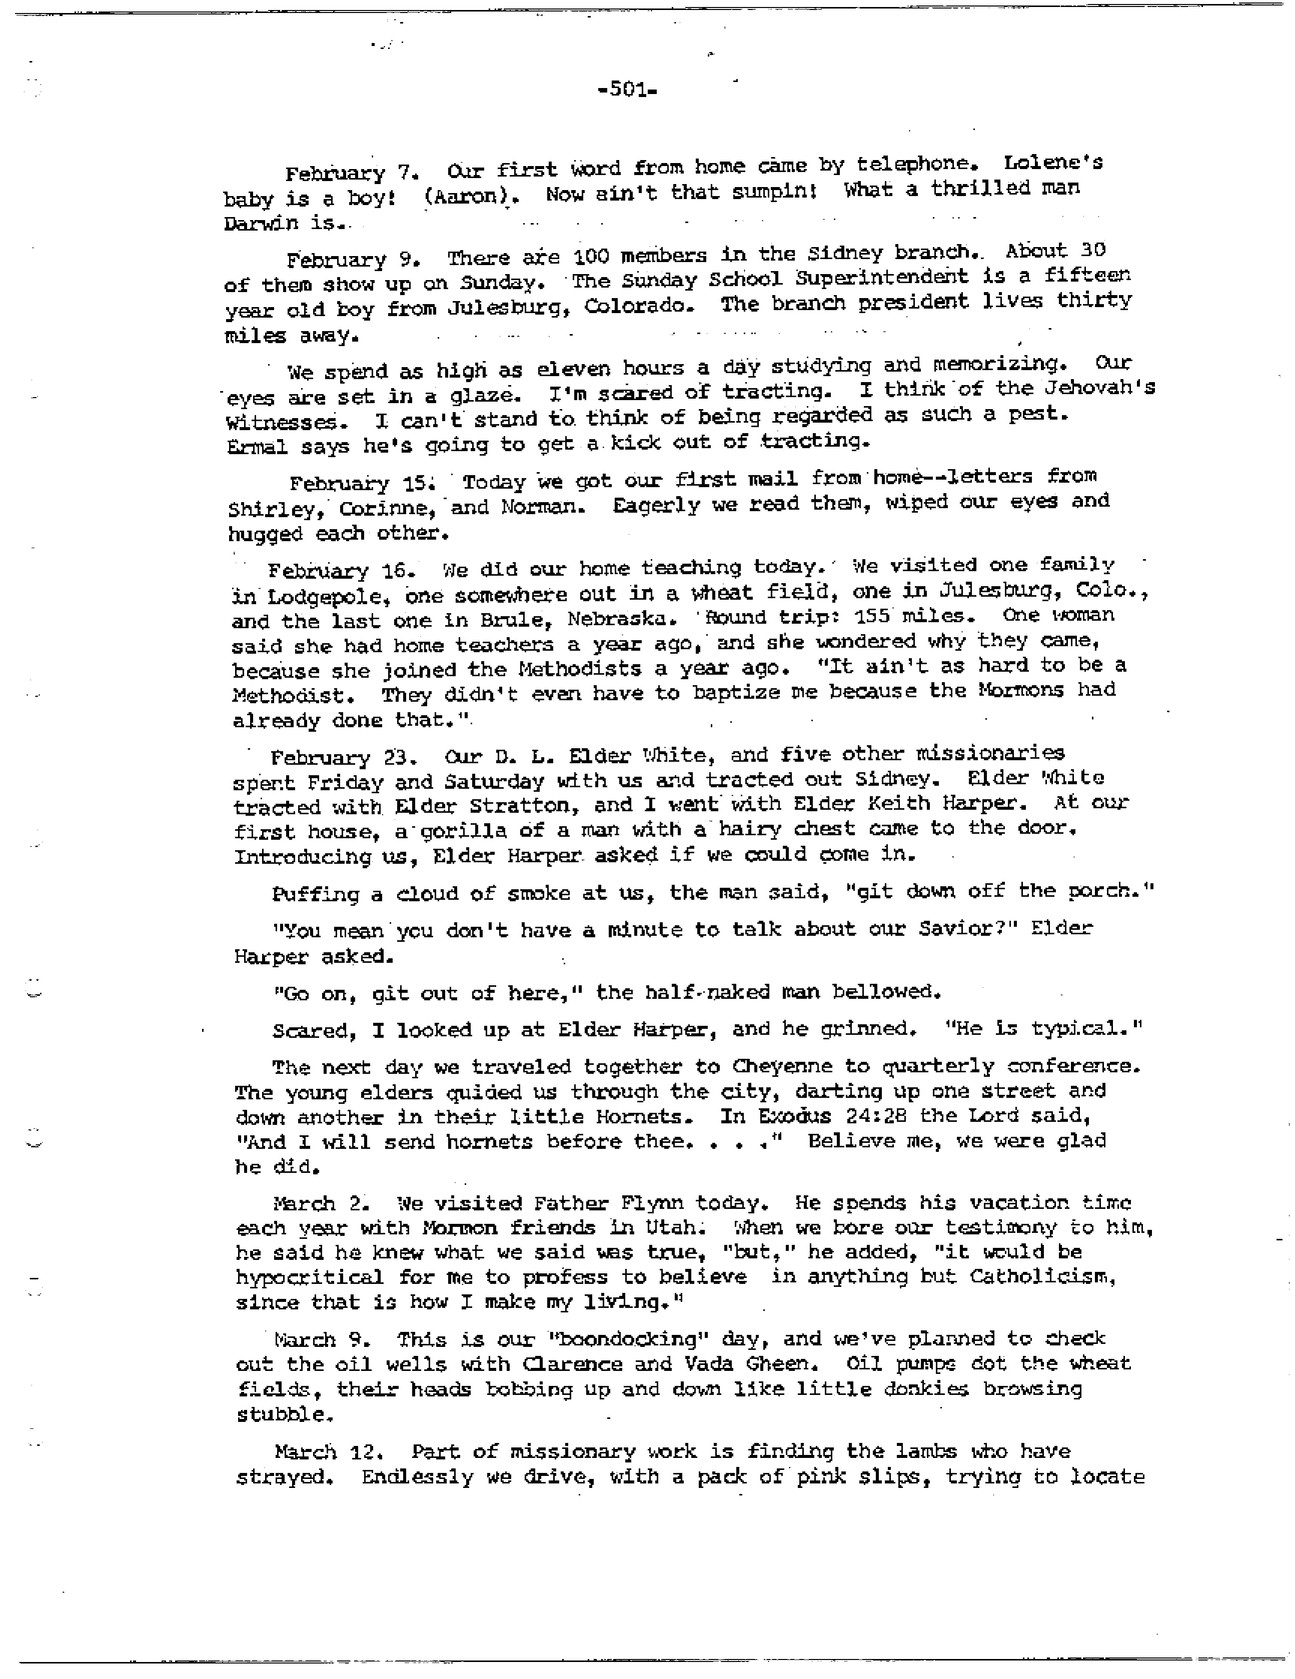 -501-
February 7. Our first word from home came by telephone. Lolene's
baby is a boy! (Aaron). Now ain't that sumpin! What a thrilled man
Darwin is.
February 9. There are 100 members in the Sidney branch. About 30
of them show up on Sunday. The Sunday School Superintendent is a fifteen
year old boy from Julesburg, Colorado. The branch president lives thirty
miles away.
We spend as high as eleven hours a day studying and memorizing. Our
eyes are set in a glaze. I'm scared of tracting. I think of the Jehovah's
Witnesses. I can't stand to think of being regarded as such a pest.
Ermal says he's going to get a kick out of tracting.
February 15. Today we got our first mail from home--letters from
Shirley, Corinne, and Norman. Eagerly we read them, wiped our eyes and
hugged each other.
February 16. We did our home teaching today. We visited one family
in Lodgepole, one somewhere out in a wheat field, one in Julesburg, Colo.,
and the last one in Brule, Nebraska. Round trip: 155 miles. One woman
said she had home teachers a year ago, and she wondered why they came,
because she joined the Methodists a year ago. "It ain't as hard to be a
Methodist. They didn't even have to baptize me because the Mormons had
already done that."
February 23. Our D. L. Elder White, and five other missionaries
spent Friday and Saturday with us and tracted out Sidney. Elder White
tracted with Elder Stratton, and I went with Elder Keith Harper. At our
first house, a gorilla of a man with a hairy chest came to the door.
Introducing us, Elder Harper asked if we could come in.
Puffing a cloud of smoke at us, the man said, "git down off the porch."
"You mean you don't have a minute to talk about our Savior?" Elder
Harper asked.
"Go on, git out of here," the half-naked man bellowed.
Scared, I looked up at Elder Harper, and he grinned. "He is typical."
The next day we traveled together to Cheyenne to quarterly conference.
The young elders quided us through the city, darting up one street and
down another in their little Hornets. In Exodus 24:28 the Lord said,
"And I will send hornets before thee. . . ." Believe me, we were glad
he did.
March 2. We visited Father Flynn today. He spends his vacation time
each year with Mormon friends in Utah. When we bore our testimony to him,
he said he knew what we said was true, "but," he added, "it would be
hypocritical for me to profess to believe in anything but Catholicism,
since that is how I make my living."
March 9. This is our "boondocking" day, and we've planned to check
out the oil wells with Clarence and Vada Gheen. Oil pumps dot the wheat
fields, their heads bobbing up and down like little donkies browsing
stubble.
March 12. Part of missionary work is finding the lambs who have
strayed. Endlessly we drive, with a pack of pink slips, trying to locate